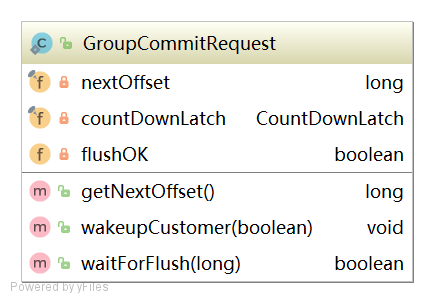 GroupCommitRequest
nextOffset long
countDownLatch CountDownLatch
flushOK boolean
getNextOffset() long
wakeupCustomer(boolean) void
waitForFlush(long) boolean
Powered by yFiles